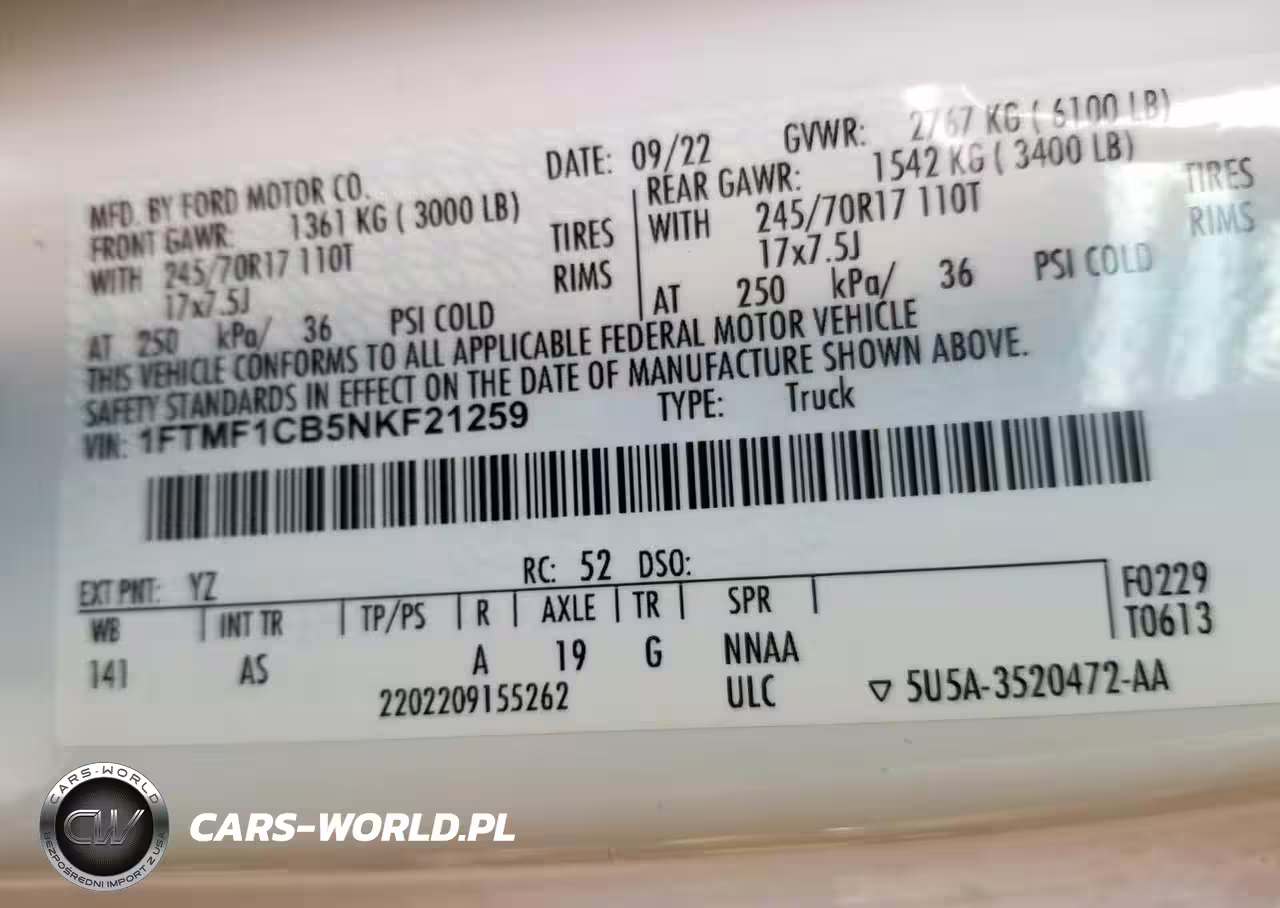 DATE: 09/22 GVWR: 2767 KG ( 6100 LB)
MFD. BY FORD MOTOR CO.
FRONT GAWR: 1361 KG ( 3000 LB)
WITH 245/70R17 110T TIRES
17x7.5J RIMS
AT 250 kPa/ 36 PSI COLD
REAR GAWR: 1542 KG ( 3400 LB)
WITH 245/70R17 110T TIRES
17x7.5J RIMS
AT 250 kPa/ 36 PSI COLD
THIS VEHICLE CONFORMS TO ALL APPLICABLE FEDERAL MOTOR VEHICLE
SAFETY STANDARDS IN EFFECT ON THE DATE OF MANUFACTURE SHOWN ABOVE.
VIN: 1FTMF1CB5NKF21259 TYPE: Truck
EXT PNT: YZ RC: 52 DSO:
WB INT TR TP/PS R AXLE TR SPR F0229
T0613
141 AS A 19 G NNAA
2202209155262 ULC ▽ 5U5A-3520472-AA
CARS-WORLD
CW
BEZPOŚREDNI IMPORT Z USA
CARS-WORLD.PL